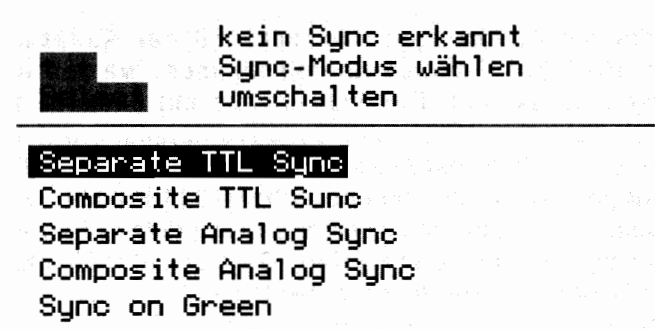 kein Sync erkannt
Sync-Modus wählen
umschalten
Separate TTL Sync
Composite TTL Sync
Separate Analog Sync
Composite Analog Sync
Sync on Green